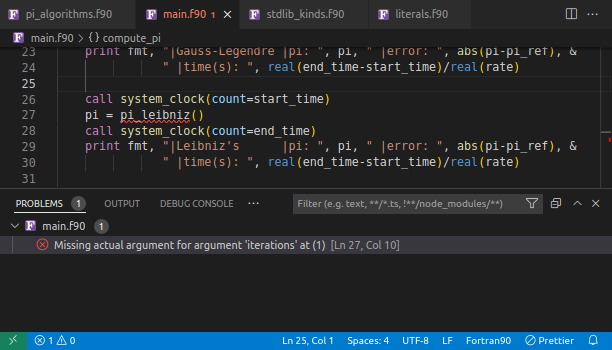 pi_algorithms.f90 main.f90 1 stdlib_kinds.f90 literals.f90
main.f90 > {} compute_pi
23 print fmt, "|Gauss-Legendre |pi: ", pi, " |error: ", abs(pi-pi_ref), &
24 " |time(s): ", real(end_time-start_time)/real(rate)
25
26 call system_clock(count=start_time)
27 pi = pi_leibniz()
28 call system_clock(count=end_time)
29 print fmt, "|Leibniz's |pi: ", pi, " |error: ", abs(pi-pi_ref), &
30 " |time(s): ", real(end_time-start_time)/real(rate)
31
PROBLEMS 1 OUTPUT DEBUG CONSOLE ... Filter (e.g. text, **/*.ts, !**/node_modules/**)
main.f90 1
Missing actual argument for argument 'iterations' at (1) [Ln 27, Col 10]
1 0 Ln 25, Col 1 Spaces: 4 UTF-8 LF Fortran90 Prettier